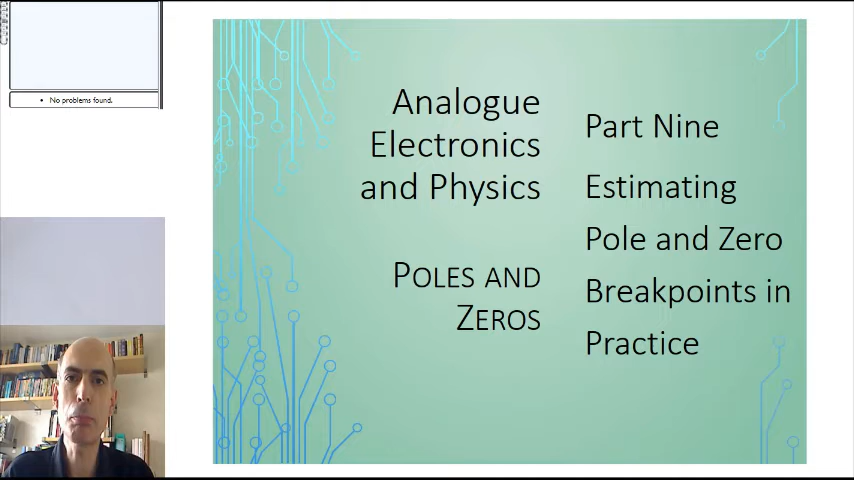 No problems found.
Analogue
Electronics
and Physics
POLES AND
ZEROS
Part Nine
Estimating
Pole and Zero
Breakpoints in
Practice